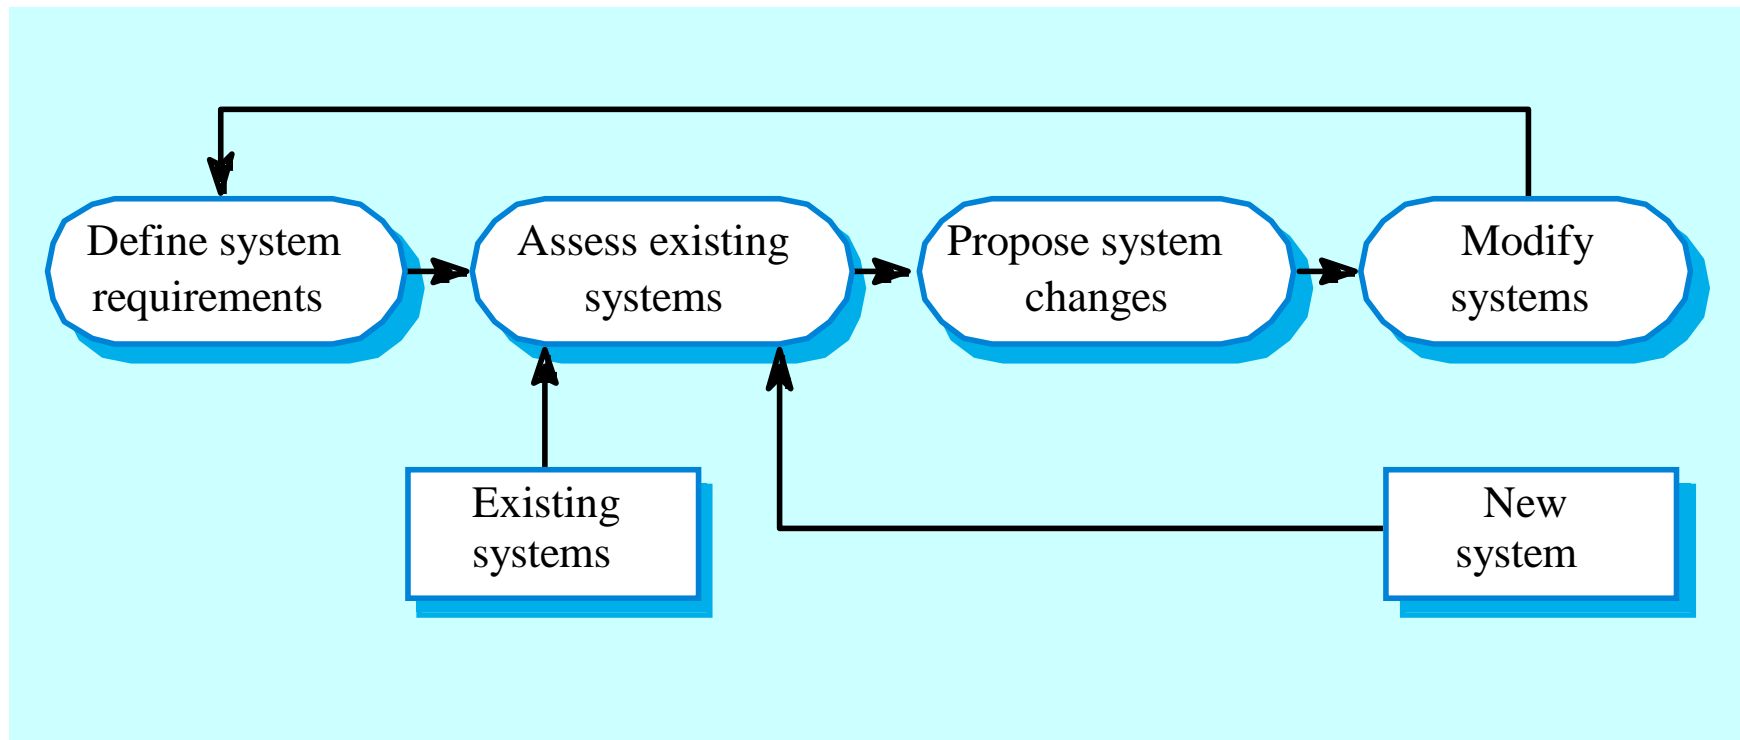 Define system
requirements
Assess existing
systems
Propose system
changes
Modify
systems
Existing
systems
New
system